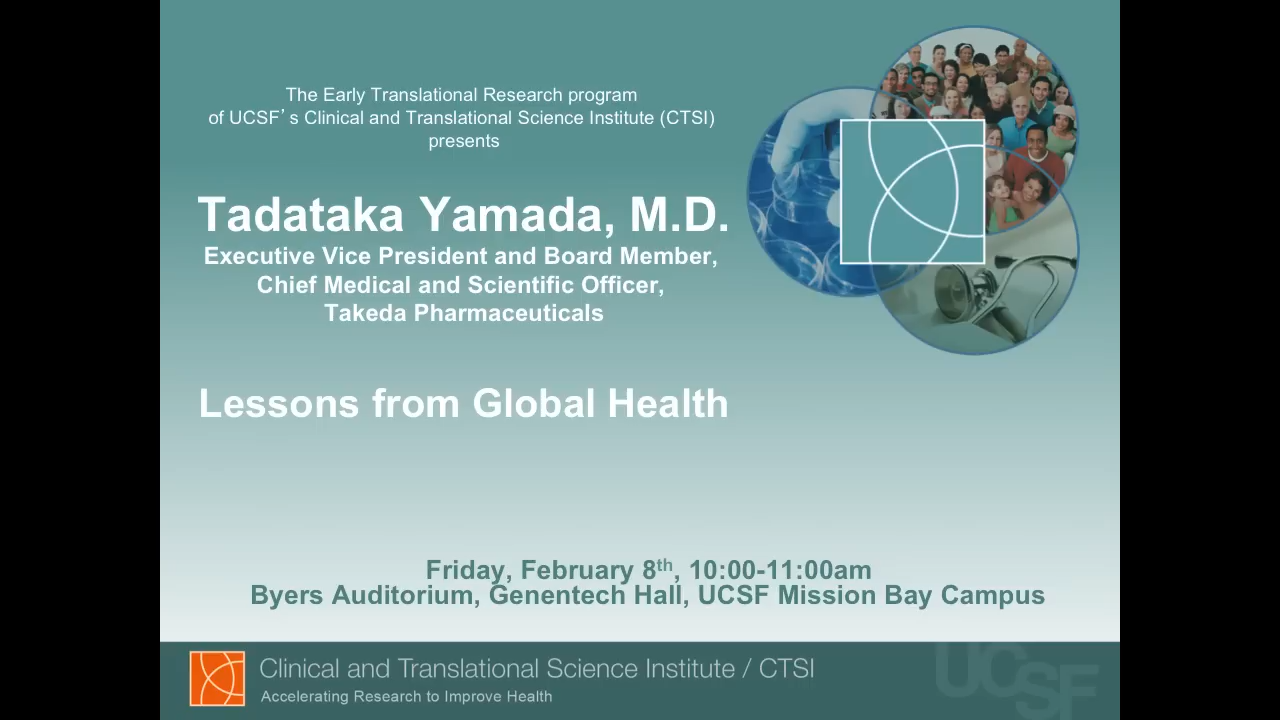 The Early Translational Research program
of UCSF’s Clinical and Translational Science Institute (CTSI)
presents
Tadataka Yamada, M.D.
Executive Vice President and Board Member,
Chief Medical and Scientific Officer,
Takeda Pharmaceuticals
Lessons from Global Health
Friday, February 8th, 10:00-11:00am
Byers Auditorium, Genentech Hall, UCSF Mission Bay Campus
Clinical and Translational Science Institute / CTSI
Accelerating Research to Improve Health
UCSF